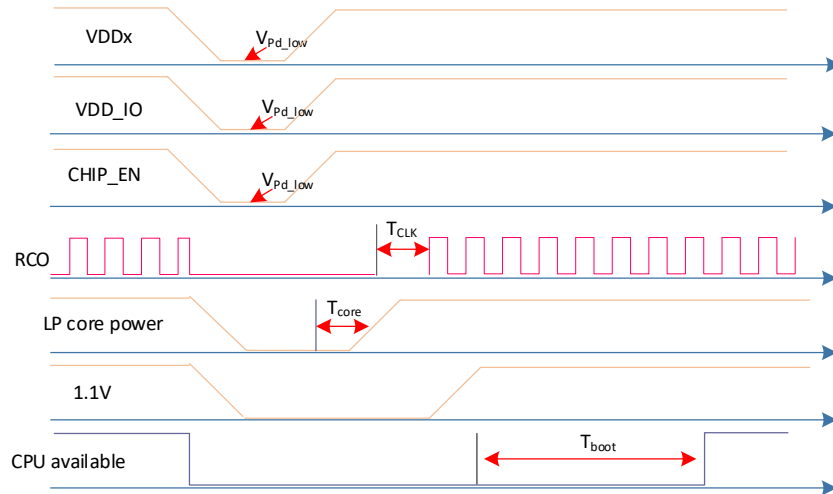 VDDx
VPd_low
VDD_IO
VPd_low
CHIP_EN
VPd_low
TCLK
RCO
Tcore
LP core power
1.1V
Tboot
CPU available